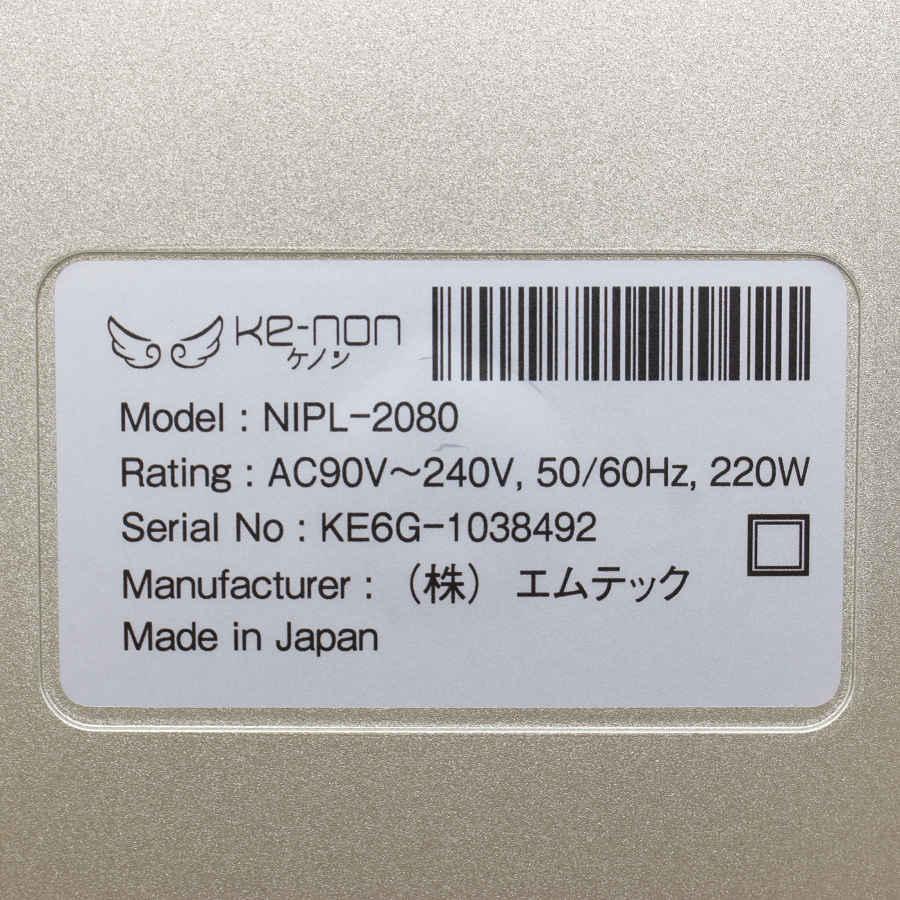 ke-non
ケノン
Model : NIPL-2080
Rating : AC90V～240V, 50/60Hz, 220W
Serial No : KE6G-1038492
Manufacturer : （株） エムテック
Made in Japan